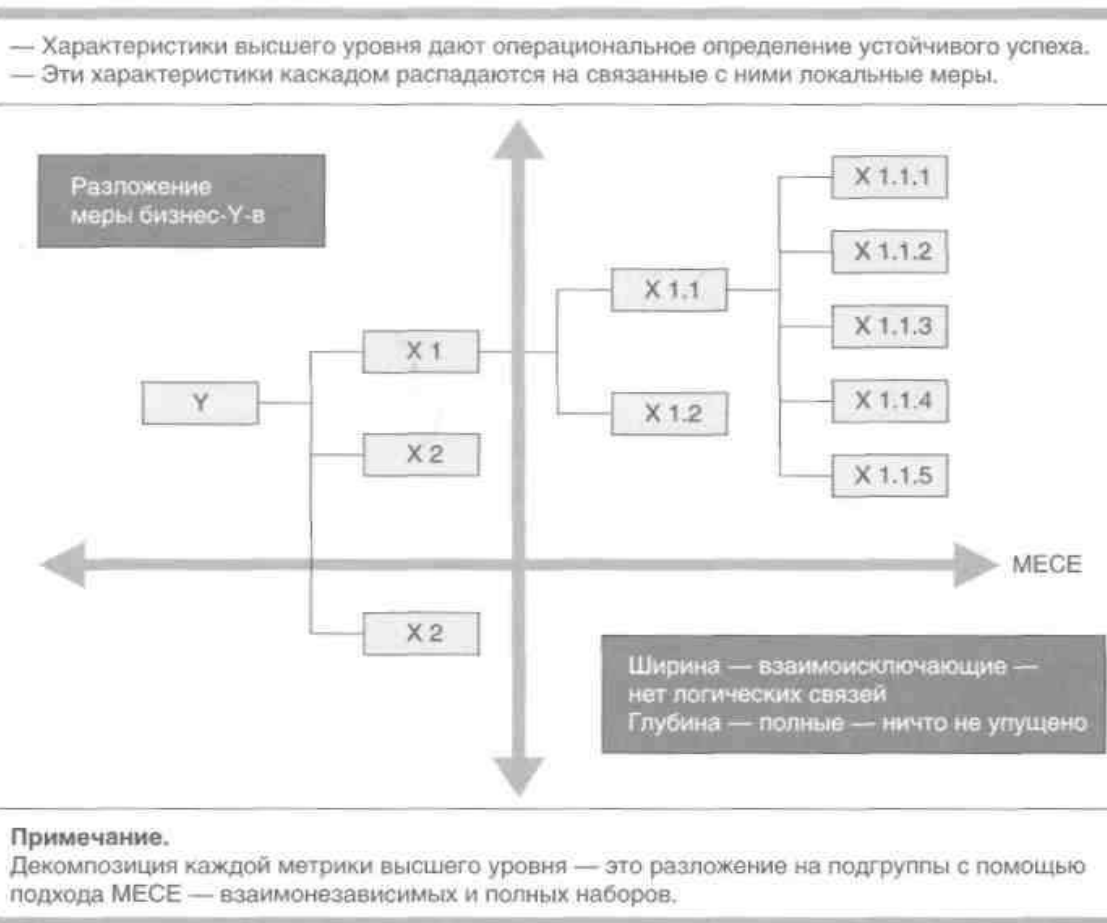 — Характеристики высшего уровня дают операциональное определение устойчивого успеха.
— Эти характеристики каскадом распадаются на связанные с ними локальные меры.
Разложение
меры бизнес-Y-в
X 1.1.1
X 1.1.2
X 1.1
X 1.1.3
X 1
Y
X 1.2
X 1.1.4
X 2
X 1.1.5
MECE
X 2
Ширина — взаимоисключающие —
нет логических связей
Глубина — полные — ничто не упущено
Примечание.
Декомпозиция каждой метрики высшего уровня — это разложение на подгруппы с помощью
подхода MECE — взаимонезависимых и полных наборов.